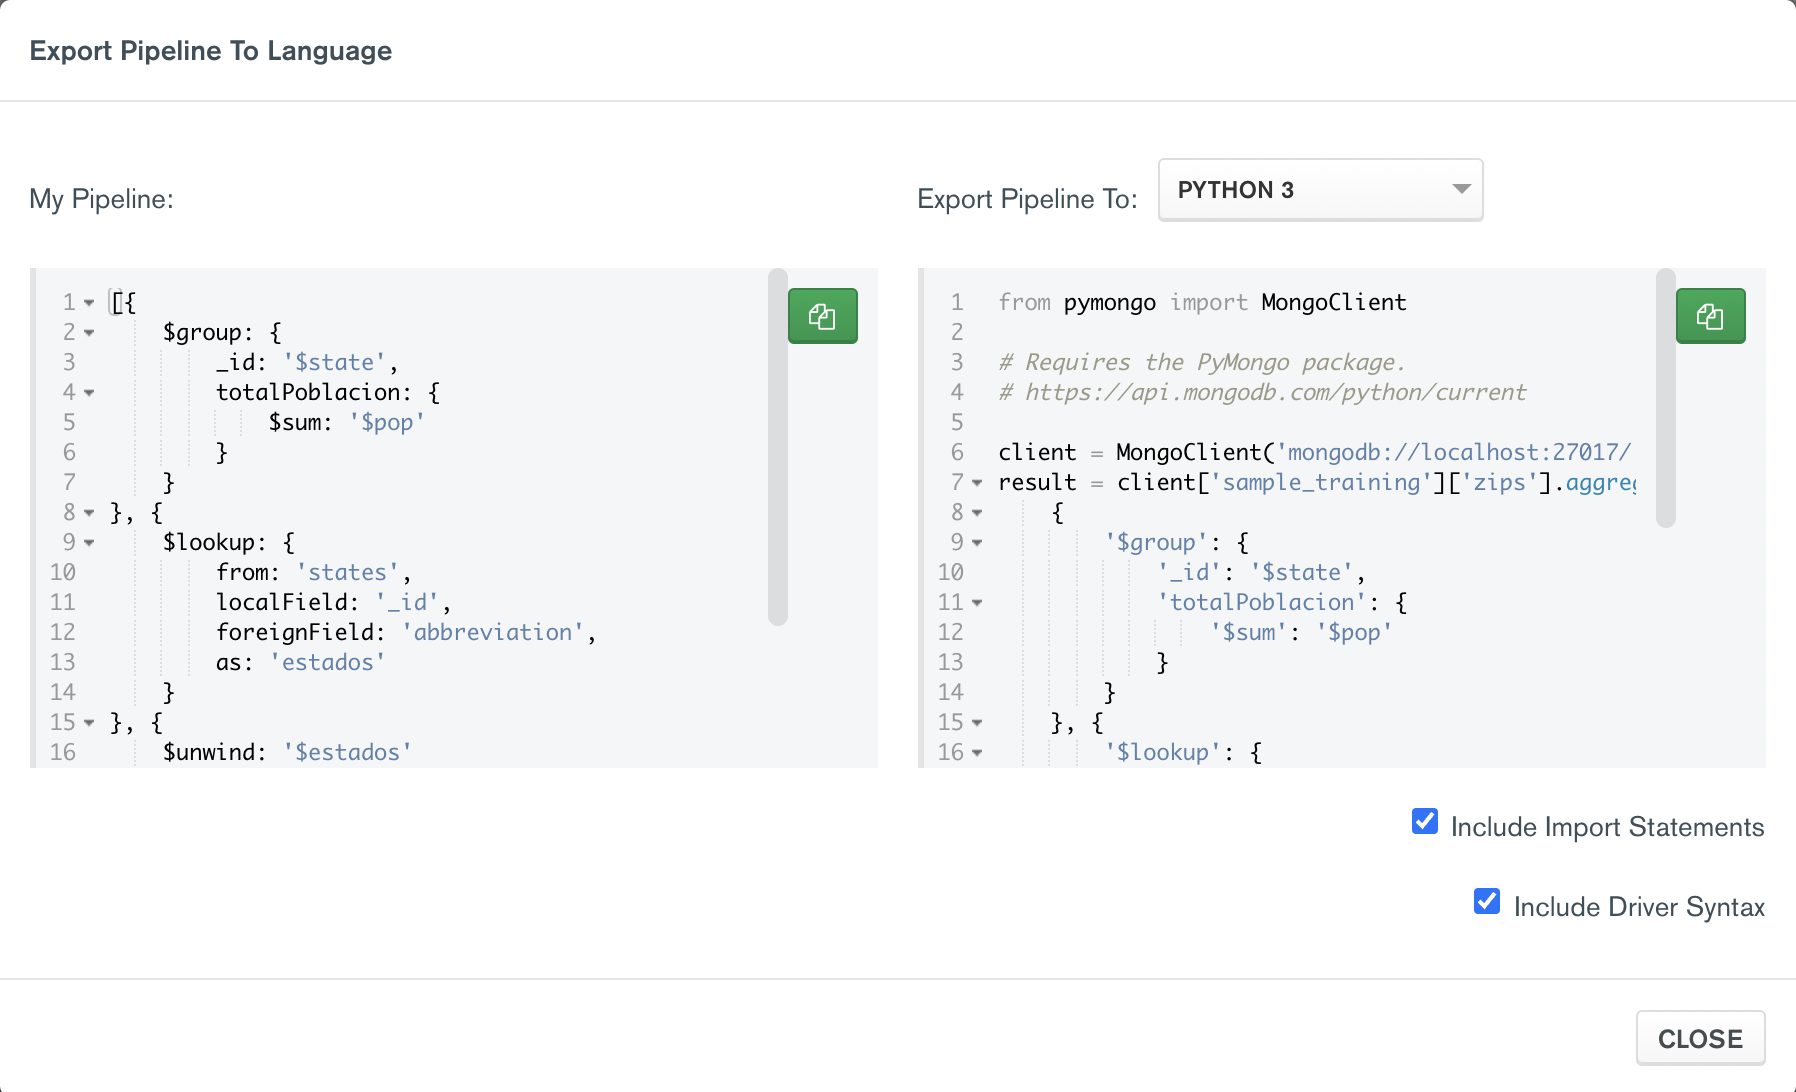 Export Pipeline To Language
My Pipeline:
1 [{
2 $group: {
3 _id: '$state',
4 totalPoblacion: {
5 $sum: '$pop'
6 }
7 }
8 }, {
9 $lookup: {
10 from: 'states',
11 localField: '_id',
12 foreignField: 'abbreviation',
13 as: 'estados'
14 }
15 }, {
16 $unwind: '$estados'
Export Pipeline To: PYTHON 3
1 from pymongo import MongoClient
2
3 # Requires the PyMongo package.
4 # https://api.mongodb.com/python/current
5
6 client = MongoClient('mongodb://localhost:27017/
7 result = client['sample_training']['zips'].aggreg
8 {
9 '$group': {
10 '_id': '$state',
11 'totalPoblacion': {
12 '$sum': '$pop'
13 }
14 }
15 }, {
16 '$lookup': {
Include Import Statements
Include Driver Syntax
CLOSE